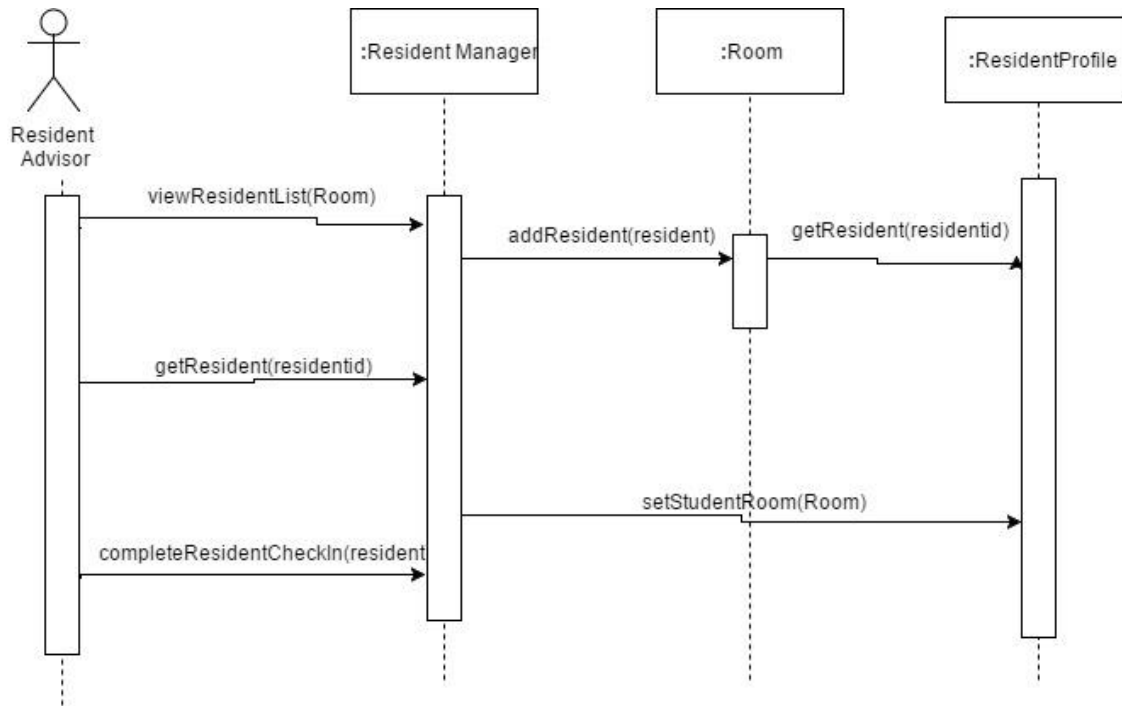 :Resident Manager
:Room
:ResidentProfile
Resident
Advisor
viewResidentList(Room)
addResident(resident)
getResident(residentid)
getResident(residentid)
setStudentRoom(Room)
completeResidentCheckIn(resident